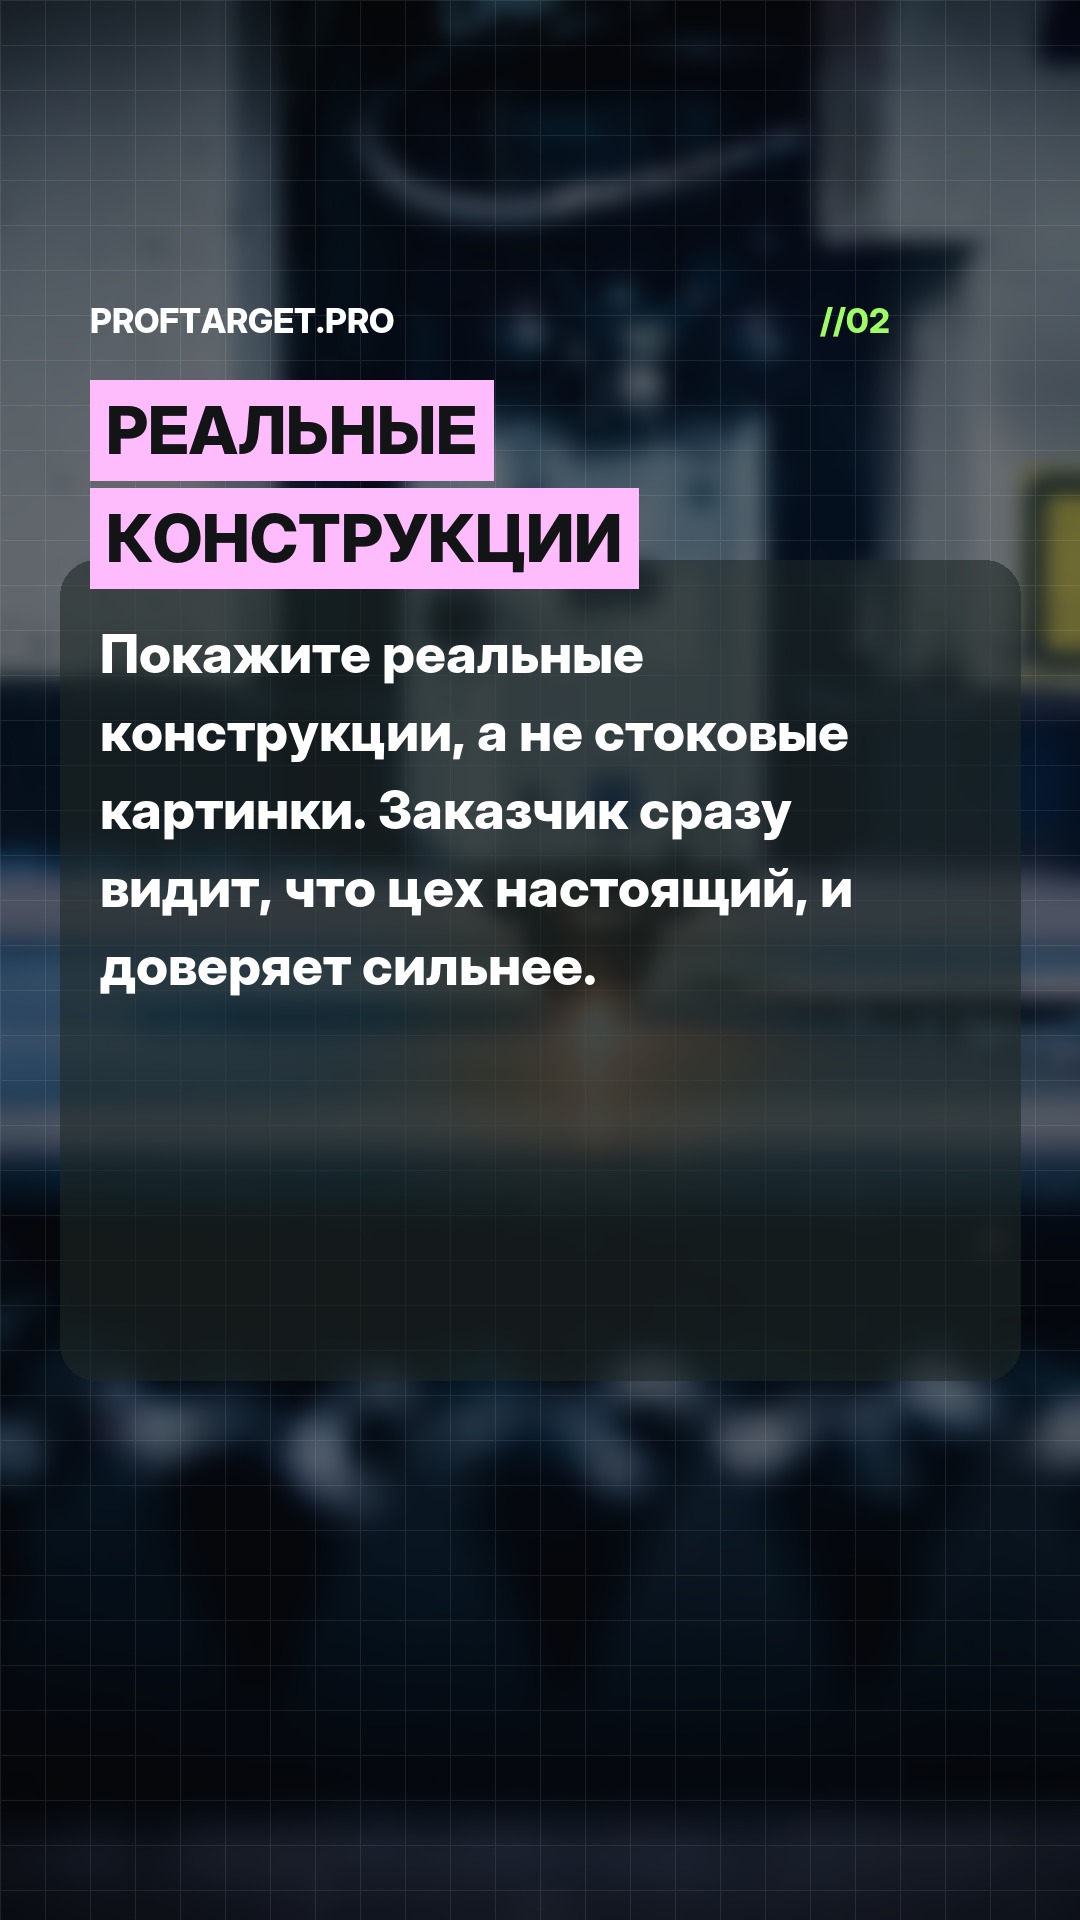 PROFTARGET.PRO
//02
РЕАЛЬНЫЕ
КОНСТРУКЦИИ
Покажите реальные
конструкции, а не стоковые
картинки. Заказчик сразу
видит, что цех настоящий, и
доверяет сильнее.